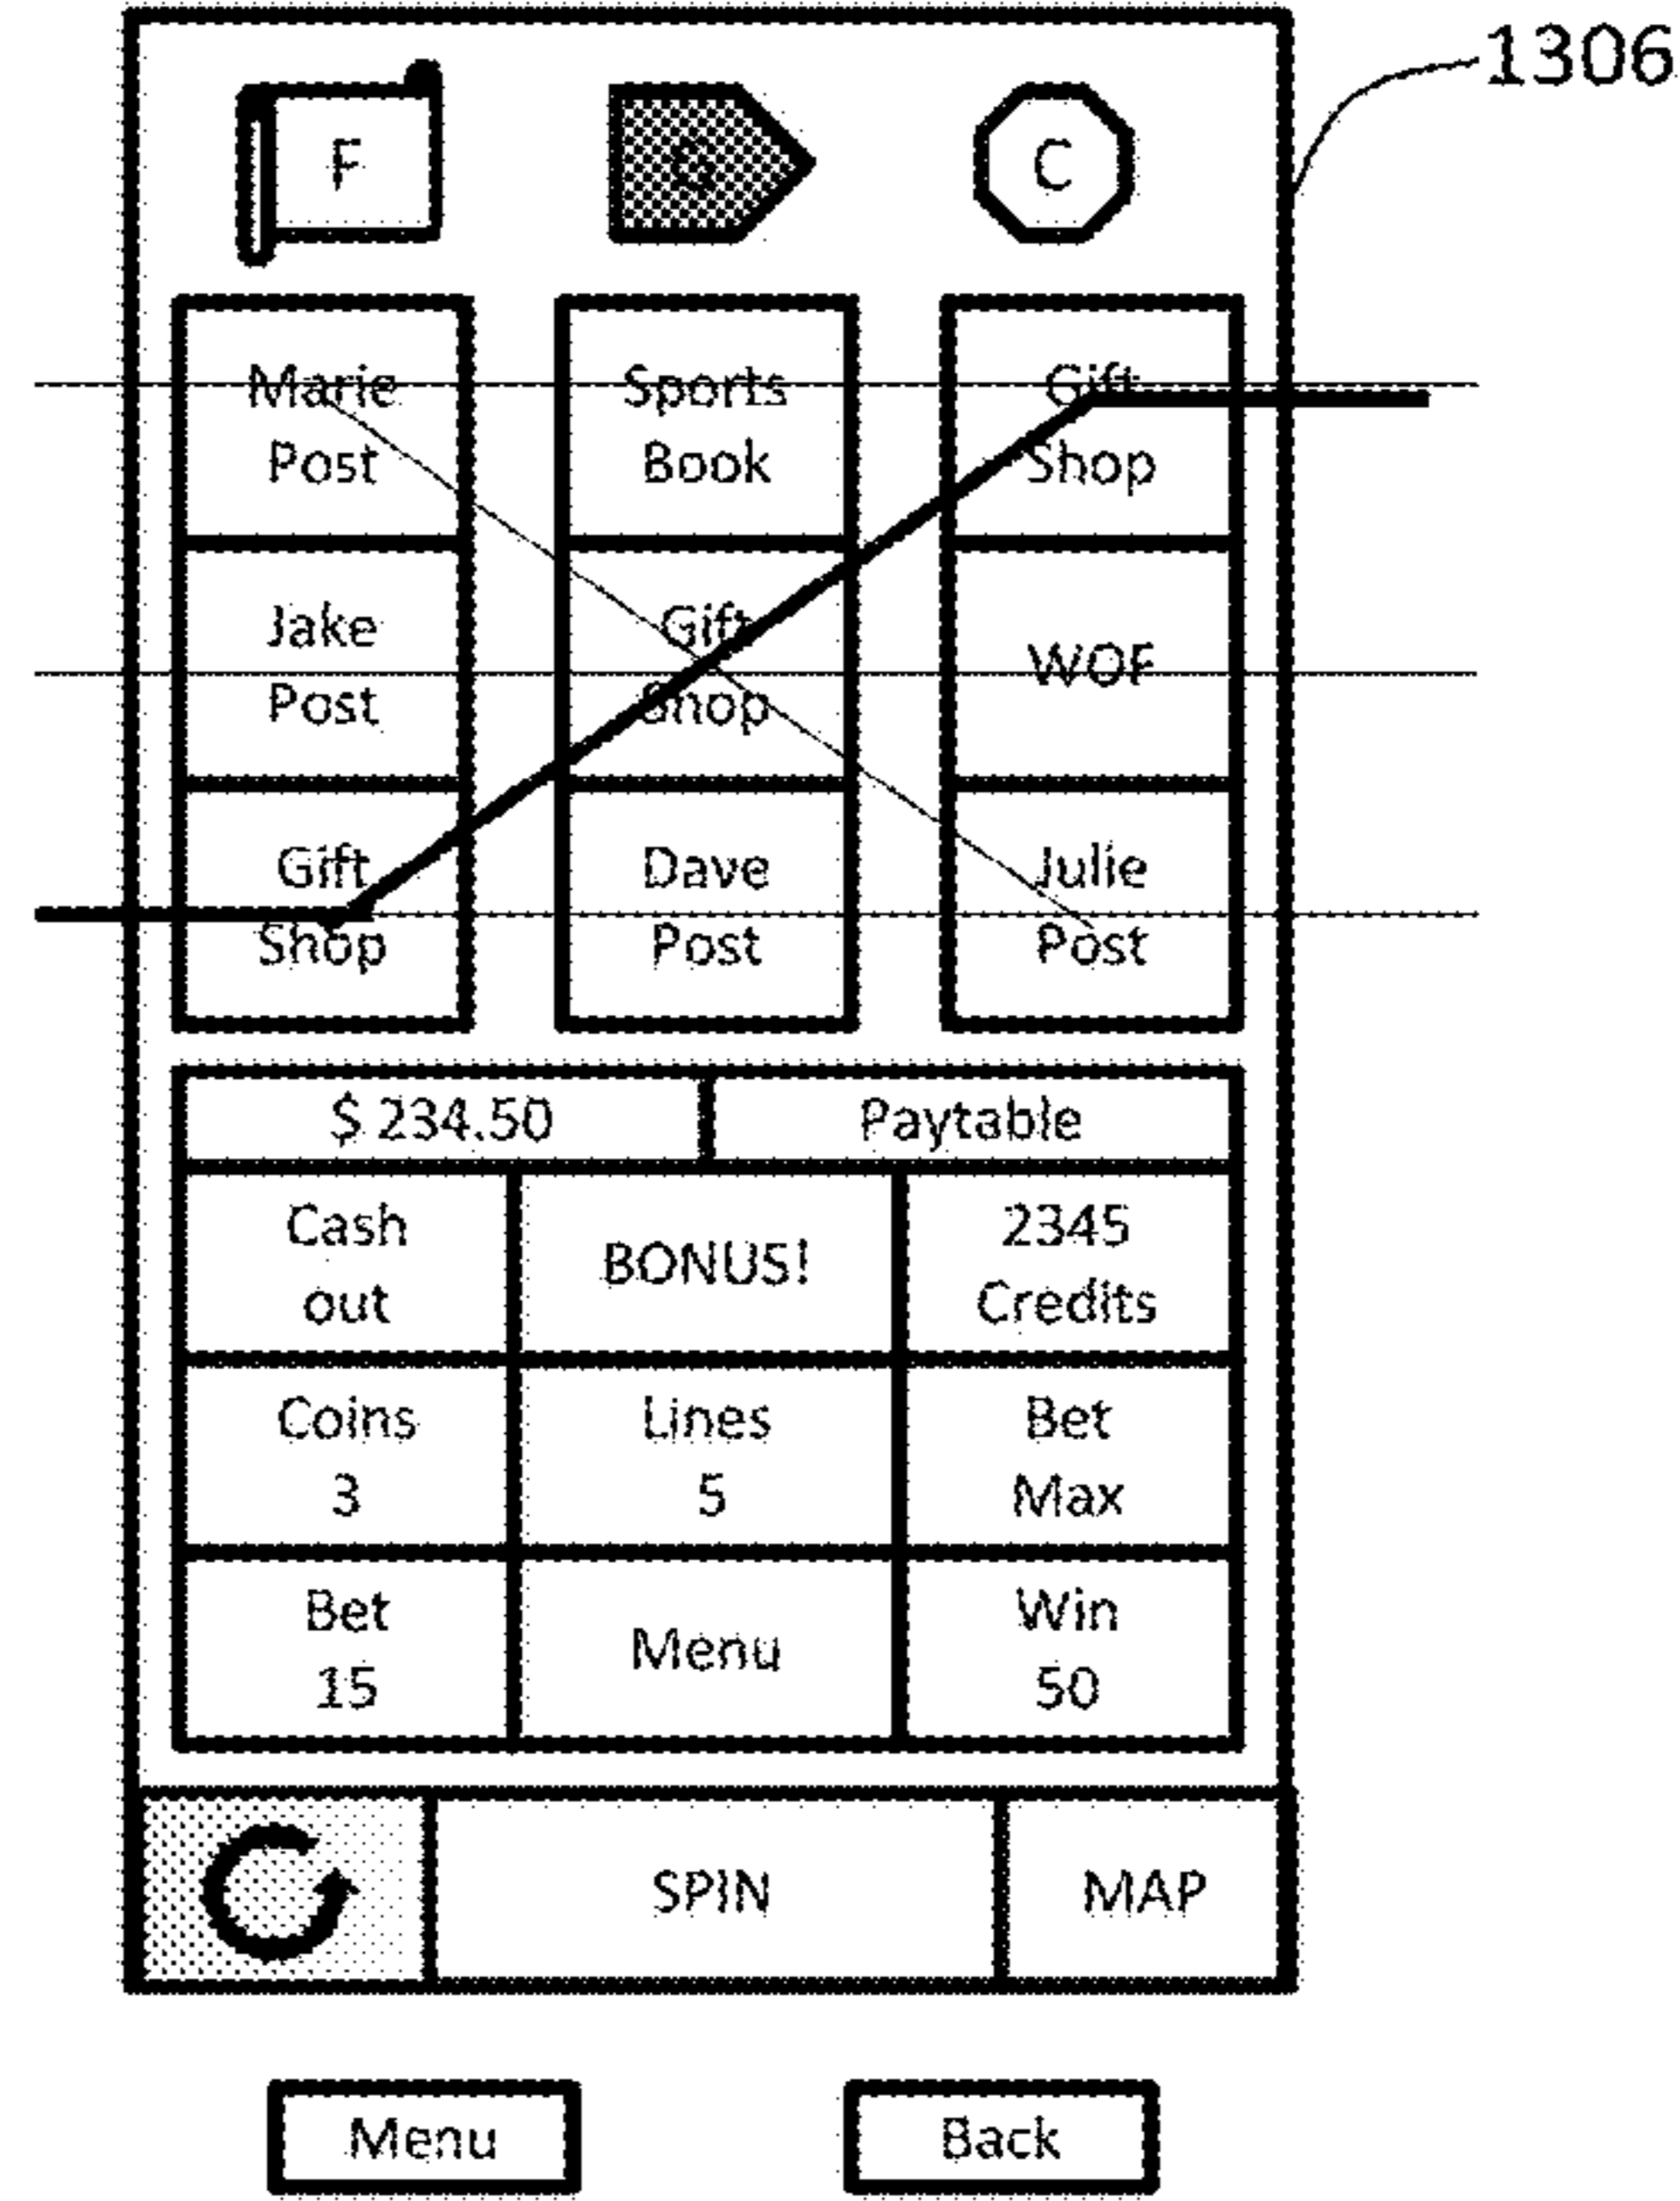 1306
F G C
Marie
Post
Sports
Book
Gift
Shop
Jake
Post
Gift
Shop
WOF
Gift
Shop
Dave
Post
Julie
Post
$ 234.50
Paytable
Cash
out
BONUS!
2345
Credits
Coins
3
Lines
5
Bet
Max
Bet
15
Menu
Win
50
SPIN
MAP
Menu
Back